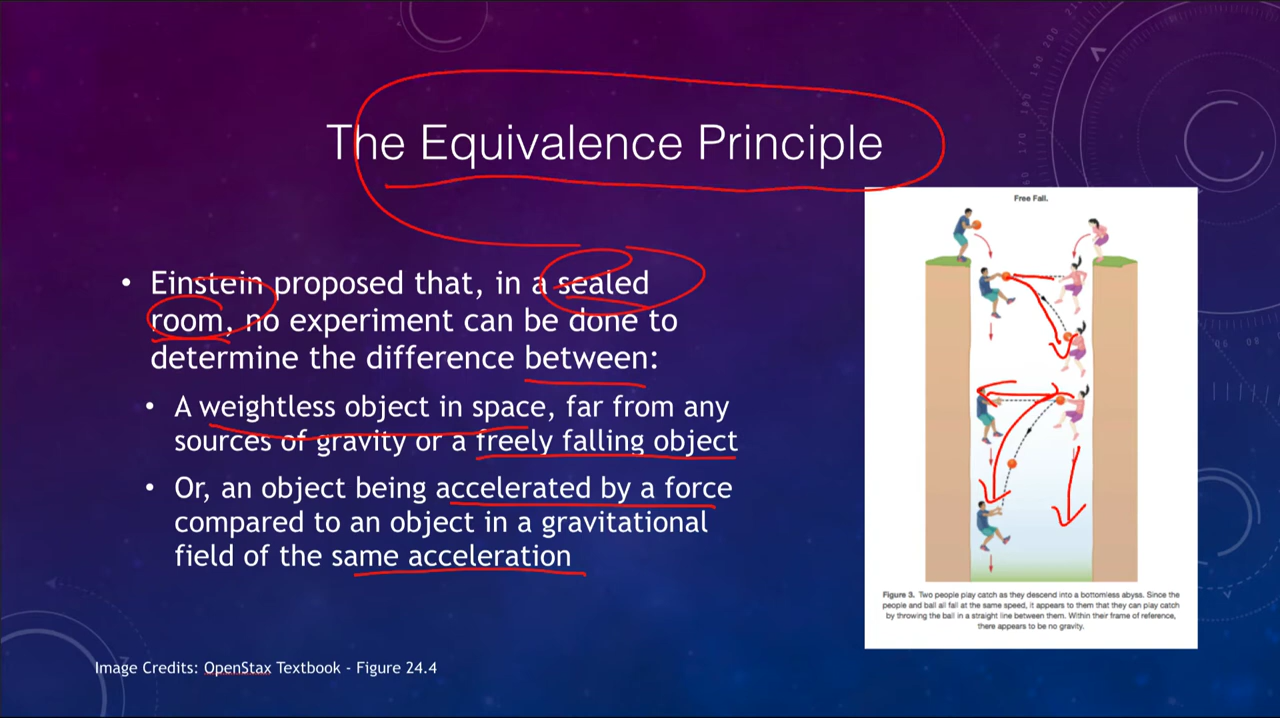 The Equivalence Principle
• Einstein proposed that, in a sealed
room, no experiment can be done to
determine the difference between:
• A weightless object in space, far from any
sources of gravity or a freely falling object
• Or, an object being accelerated by a force
compared to an object in a gravitational
field of the same acceleration
Free Fall.
Figure 3. Two people play catch as they descend into a bottomless abyss. Since the
people and ball all fall at the same speed, it appears to them that they can play catch
by throwing the ball in a straight line between them. Within their frame of reference,
there appears to be no gravity.
Image Credits: OpenStax Textbook - Figure 24.4